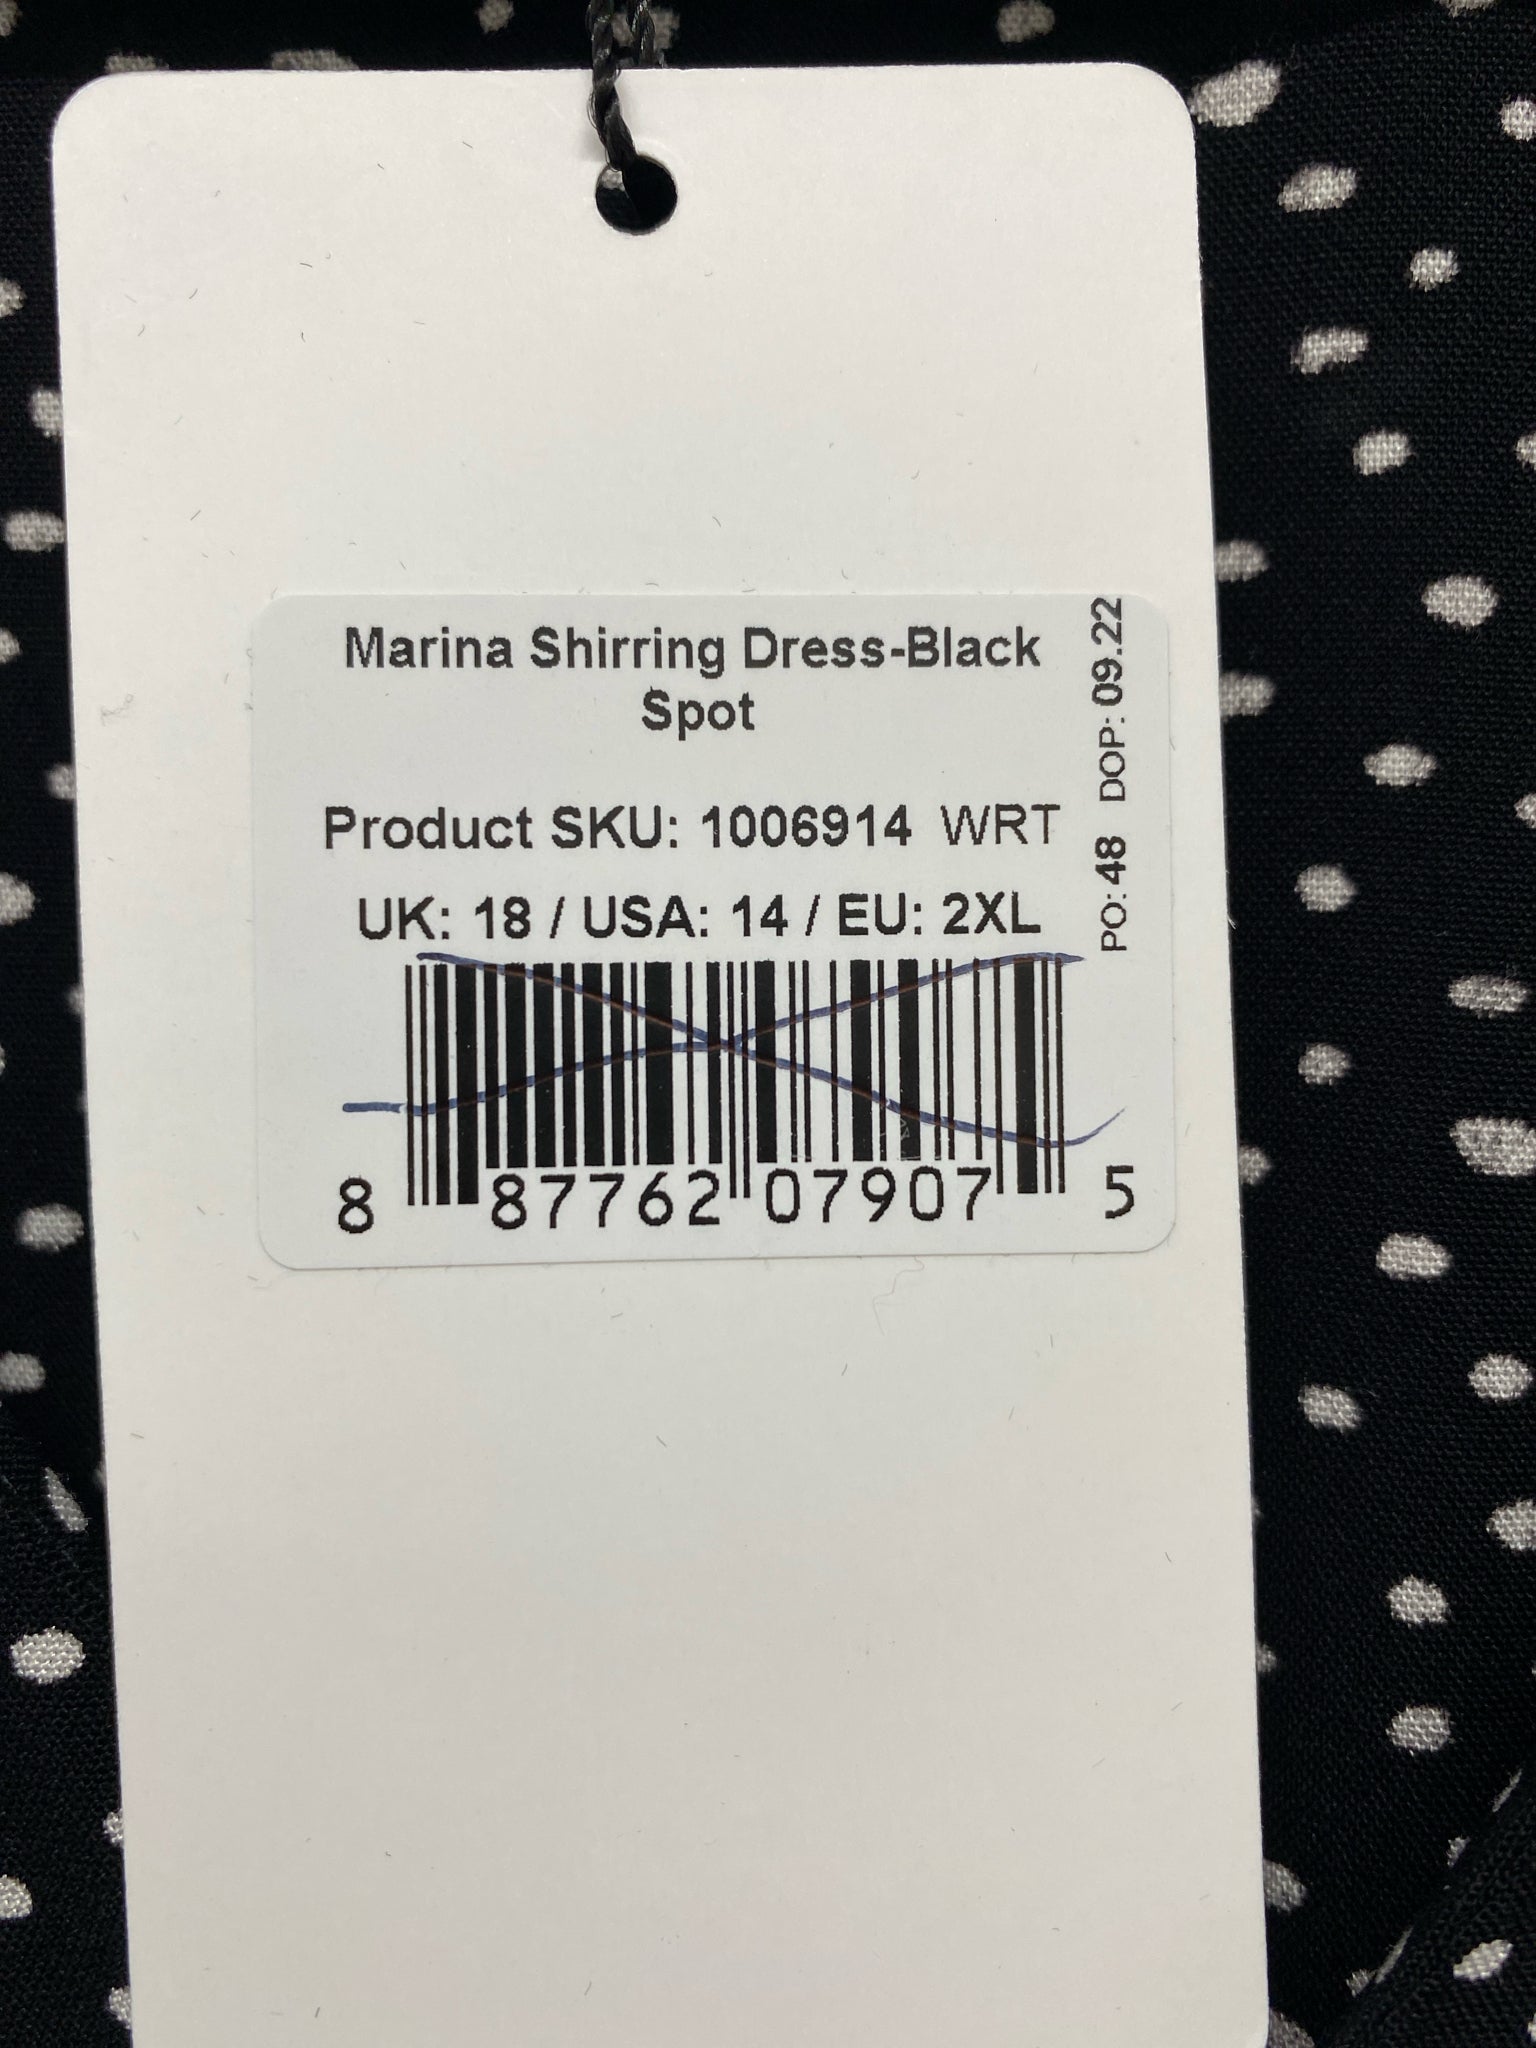 Marina Shirring Dress-Black
Spot
Product SKU: 1006914 WRT
UK: 18 / USA: 14 / EU: 2XL
8 87762 07907 5
PO: 48 DOP: 09.22